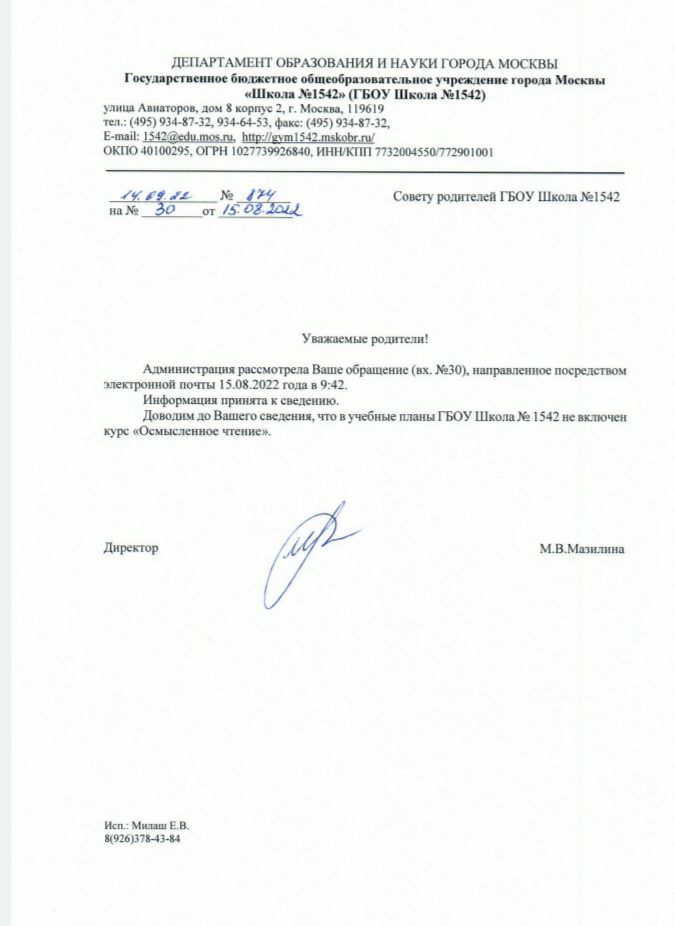 ДЕПАРТАМЕНТ ОБРАЗОВАНИЯ И НАУКИ ГОРОДА МОСКВЫ
Государственное бюджетное общеобразовательное учреждение города Москвы
«Школа №1542» (ГБОУ Школа №1542)
улица Авиаторов, дом 8 корпус 2, г. Москва, 119619
тел.: (495) 934-87-32, 934-64-53, факс: (495) 934-87-32,
E-mail: 1542@edu.mos.ru, http://gym1542.mskobr.ru/
ОКПО 40100295, ОГРН 1027739926840, ИНН/КПП 7732004550/772901001
14.09.22 № 874
на № 30 от 15.08.2022
Совету родителей ГБОУ Школа №1542
Уважаемые родители!
Администрация рассмотрела Ваше обращение (вх. №30), направленное посредством
электронной почты 15.08.2022 года в 9:42.
Информация принята к сведению.
Доводим до Вашего сведения, что в учебные планы ГБОУ Школа № 1542 не включен
курс «Осмысленное чтение».
Директор
М.В.Мазилина
Исп.: Милаш Е.В.
8(926)378-43-84